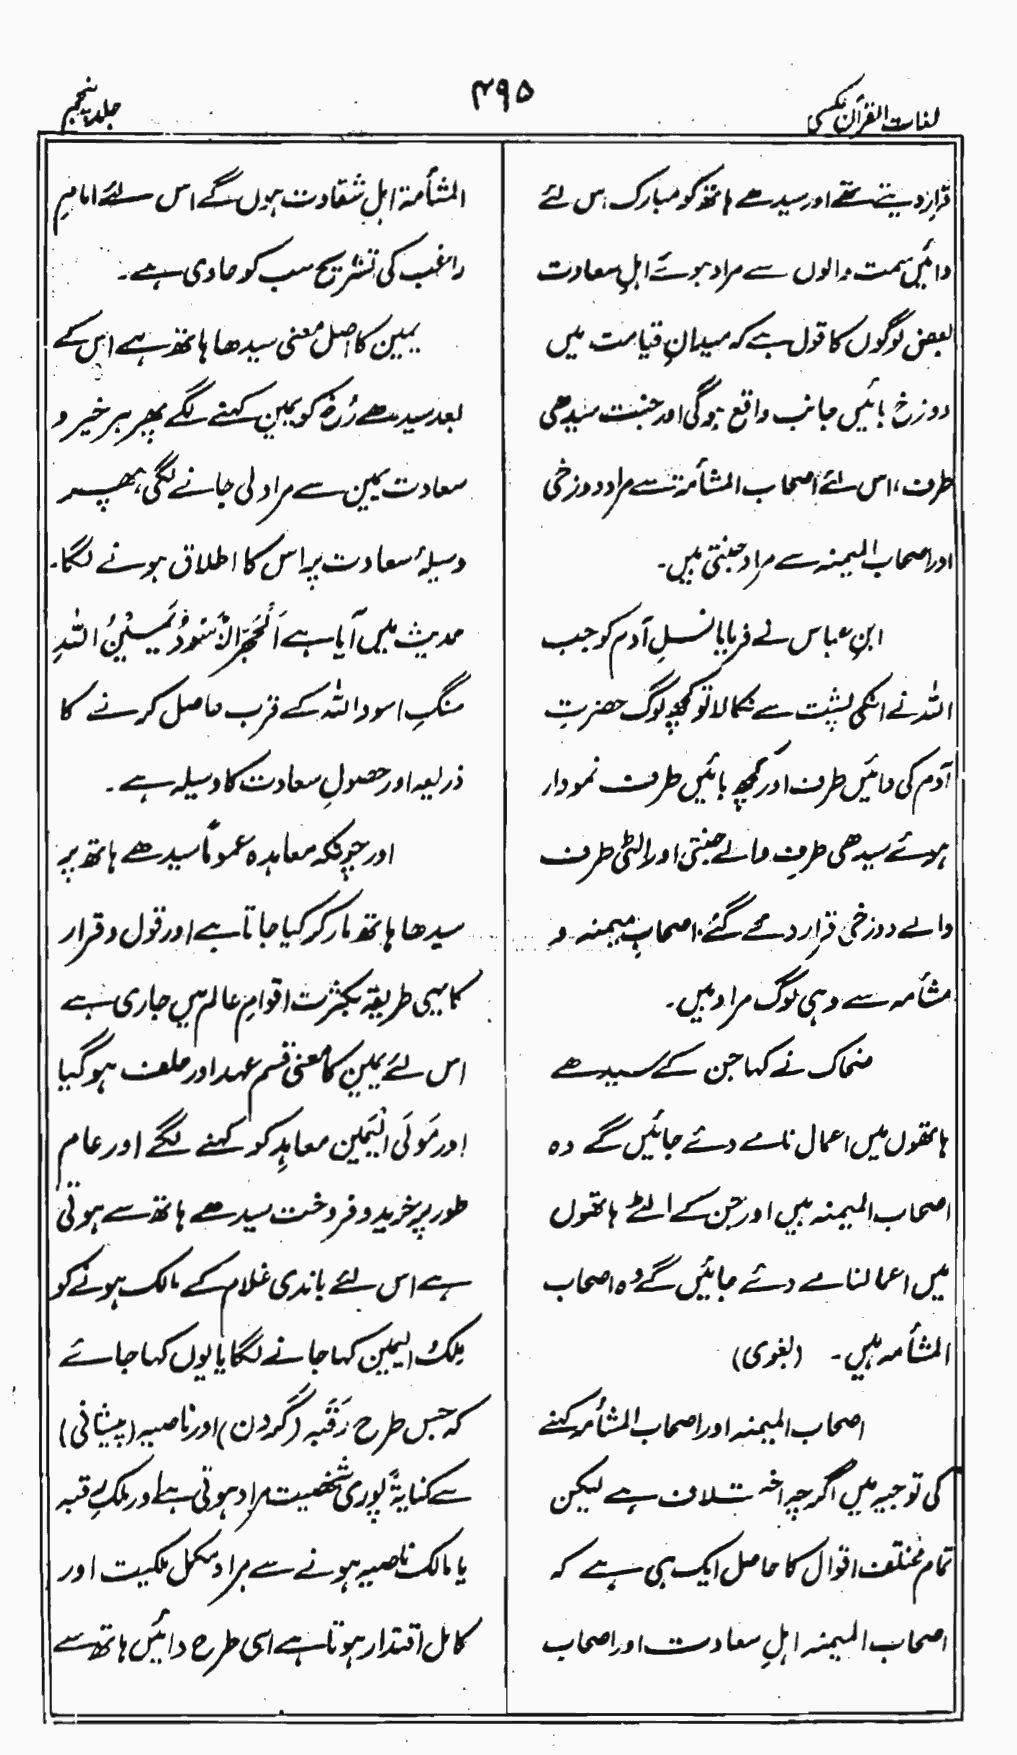 لغات القرآن عکسی
۴۹۵
جلد پنجم
قرار دیتے تھے اور سیدھے ہاتھ کو مبارک اس لئے
دائیں سمت والوں سے مراد ہوئے اہلِ سعادت
بعض لوگوں کا قول ہے کہ میدانِ قیامت میں
دوزخ بائیں جانب واقع ہوگی اور جنت سیدھی
طرف، اس لئے اصحاب المشأمۃ سے مراد دوزخی
اور اصحاب المیمنہ سے مراد جنتی ہیں۔
ابنِ عباس نے فرمایا نسلِ آدم کو جب
اللہ نے انکی پشت سے نکالا تو کچھ لوگ حضرتِ
آدم کی دائیں طرف اور کچھ بائیں طرف نمودار
ہوئے سیدھی طرف والے جنتی اور الٹی طرف
والے دوزخی قرار دئے گئے، اصحابِ میمنہ و
مشأمہ سے وہی لوگ مراد ہیں۔
ضحاک نے کہا جن کے سیدھے
ہاتھوں میں اعمال نامے دئے جائیں گے وہ
اصحاب المیمنہ ہیں اور جن کے الٹے ہاتھوں
میں اعمالنامے دئے جائیں گے وہ اصحاب
المشأمہ ہیں۔ (بغوی)
اصحاب المیمنہ اور اصحاب المشأمہ کہنے
کی توجیہ میں اگرچہ اختلاف ہے لیکن
تمام مختلف اقوال کا حاصل ایک ہی ہے کہ
اصحاب المیمنہ اہلِ سعادت اور اصحاب
المشأمۃ اہلِ شقادت ہوں گے اس لئے امامِ
راغب کی تشریح سب کو حاوی ہے۔
یمین کا اصل معنی سیدھا ہاتھ ہے اس کے
بعد سیدھے رُخ کو یمین کہنے لگے پھر ہر خیر و
سعادت یمین سے مراد لی جانے لگی، پھر
وسیلۂ سعادت پر اس کا اطلاق ہونے لگا۔
حدیث میں آیا ہے اَلْحَجَرُ الْاَسْوَدُ یَمِیْنُ اللّٰہِ
سنگِ اسود اللہ کے قرب حاصل کرنے کا
ذریعہ اور حصولِ سعادت کا وسیلہ ہے۔
اور چونکہ معاہدہ عموماً سیدھے ہاتھ پر
سیدھا ہاتھ مار کر کیا جاتا ہے اور قول و قرار
کا یہی طریقہ بکثرت اقوامِ عالم میں جاری ہے
اس لئے یمین کا معنی قسم عہد اور حلف ہو گیا
اور مَوْلَی الْیَمِیْن معاہِد کو کہنے لگے اور عام
طور پر خرید و فروخت سیدھے ہاتھ سے ہوتی
ہے اس لئے باندی غلام کے مالک ہونے کو
مِلکُ الیمین کہا جانے لگا یا یوں کہا جائے
کہ جس طرح رَقَبہ (گردن) اور ناصیہ (پیشانی)
سے کنایۃً پوری شخصیت مراد ہوتی ہے اور ملکِ رقبہ
یا مالک ناصیہ ہونے سے مراد مکمل ملکیت اور
کامل اقتدار ہوتا ہے اسی طرح دائیں ہاتھ سے